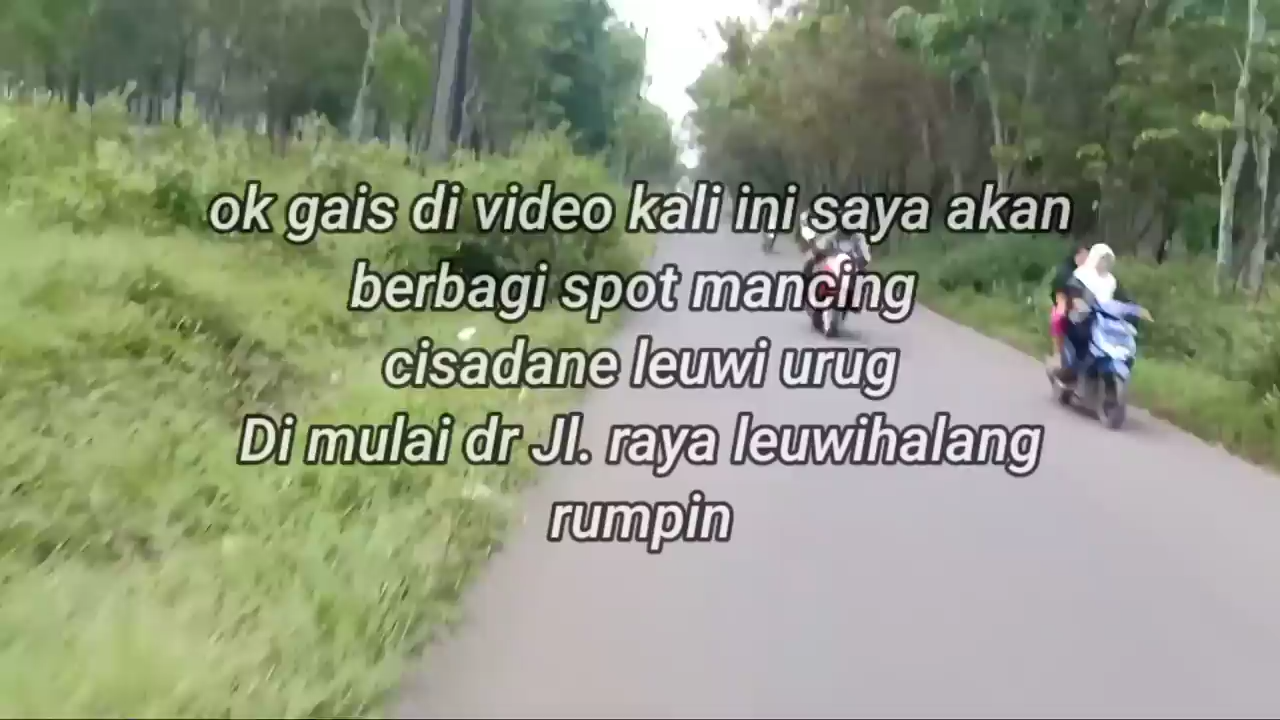 ok gais di video kali ini saya akan
berbagi spot mancing
cisadane leuwi urug
Di mulai dr Jl. raya leuwihalang
rumpin